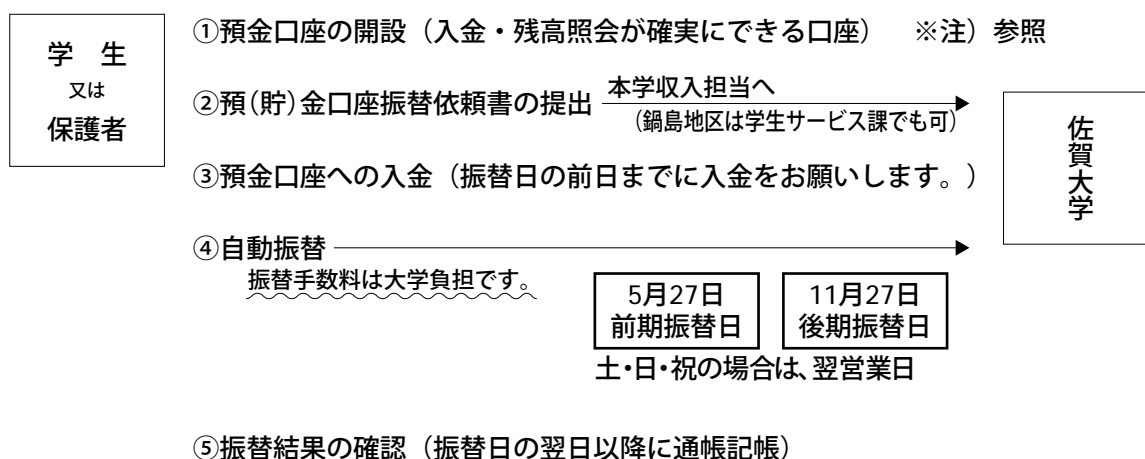 学 生
又は
保護者
①預金口座の開設（入金・残高照会が確実にできる口座） ※注）参照
②預(貯)金口座振替依頼書の提出 本学収入担当へ
（鍋島地区は学生サービス課でも可）
佐賀大学
③預金口座への入金（振替日の前日までに入金をお願いします。）
④自動振替
振替手数料は大学負担です。
5月27日
前期振替日
11月27日
後期振替日
土・日・祝の場合は、翌営業日
⑤振替結果の確認（振替日の翌日以降に通帳記帳）